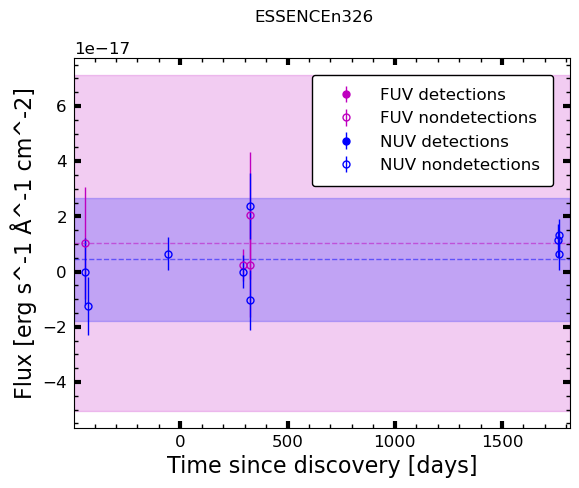 ESSENCEn326
1e−17
FUV detections
FUV nondetections
NUV detections
NUV nondetections
6
4
2
0
−2
−4
Flux [erg s^-1 Å^-1 cm^-2]
0 500 1000 1500
Time since discovery [days]